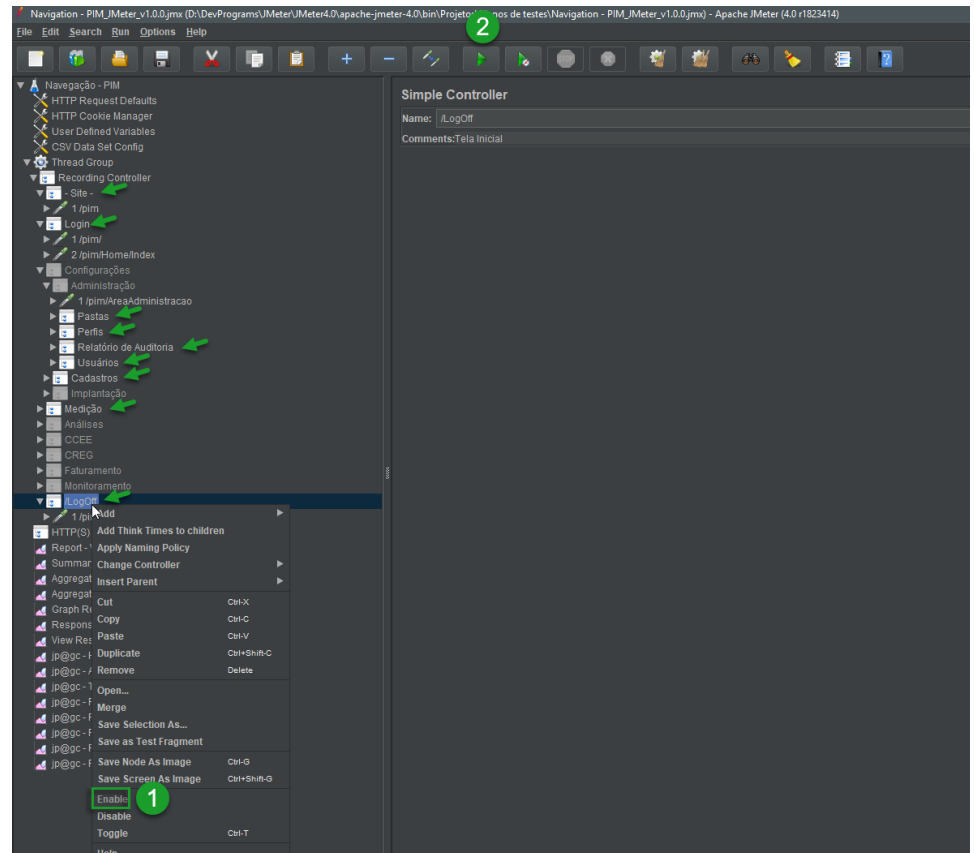 Navigation - PIM_JMeter_v1.0.0.jmx (D:\DevPrograms\JMeter\JMeter4.0\apache-jmeter-4.0\bin\Projeto nos de testes\Navigation - PIM_JMeter_v1.0.0.jmx) - Apache JMeter (4.0 r1823414)
2
File Edit Search Run Options Help
Navegação - PIM
HTTP Request Defaults
HTTP Cookie Manager
User Defined Variables
CSV Data Set Config
Thread Group
Recording Controller
- Site -
1 /pim
Login
1 /pim/
2 /pim/Home/Index
Configurações
Administração
1 /pim/AreaAdministracao
Pastas
Perfis
Relatório de Auditoria
Usuários
Cadastros
Implantação
Medição
Análises
CCEE
CREG
Faturamento
Monitoramento
/LogOff
1 /pi
HTTP(S)
Report -
Summar
Aggregat
Aggregat
Graph Re
Respons
View Res
jp@gc -
jp@gc -
jp@gc -
jp@gc -
jp@gc -
jp@gc -
jp@gc -
jp@gc -
Simple Controller
Name: /LogOff
Comments:Tela Inicial
Add
Add Think Times to children
Apply Naming Policy
Change Controller
Insert Parent
Cut Ctrl-X
Copy Ctrl-C
Paste Ctrl-V
Duplicate Ctrl+Shift-C
Remove Delete
Open...
Merge
Save Selection As...
Save as Test Fragment
Save Node As Image Ctrl-G
Save Screen As Image Ctrl+Shift-G
Enable 1
Disable
Toggle Ctrl-T
Help